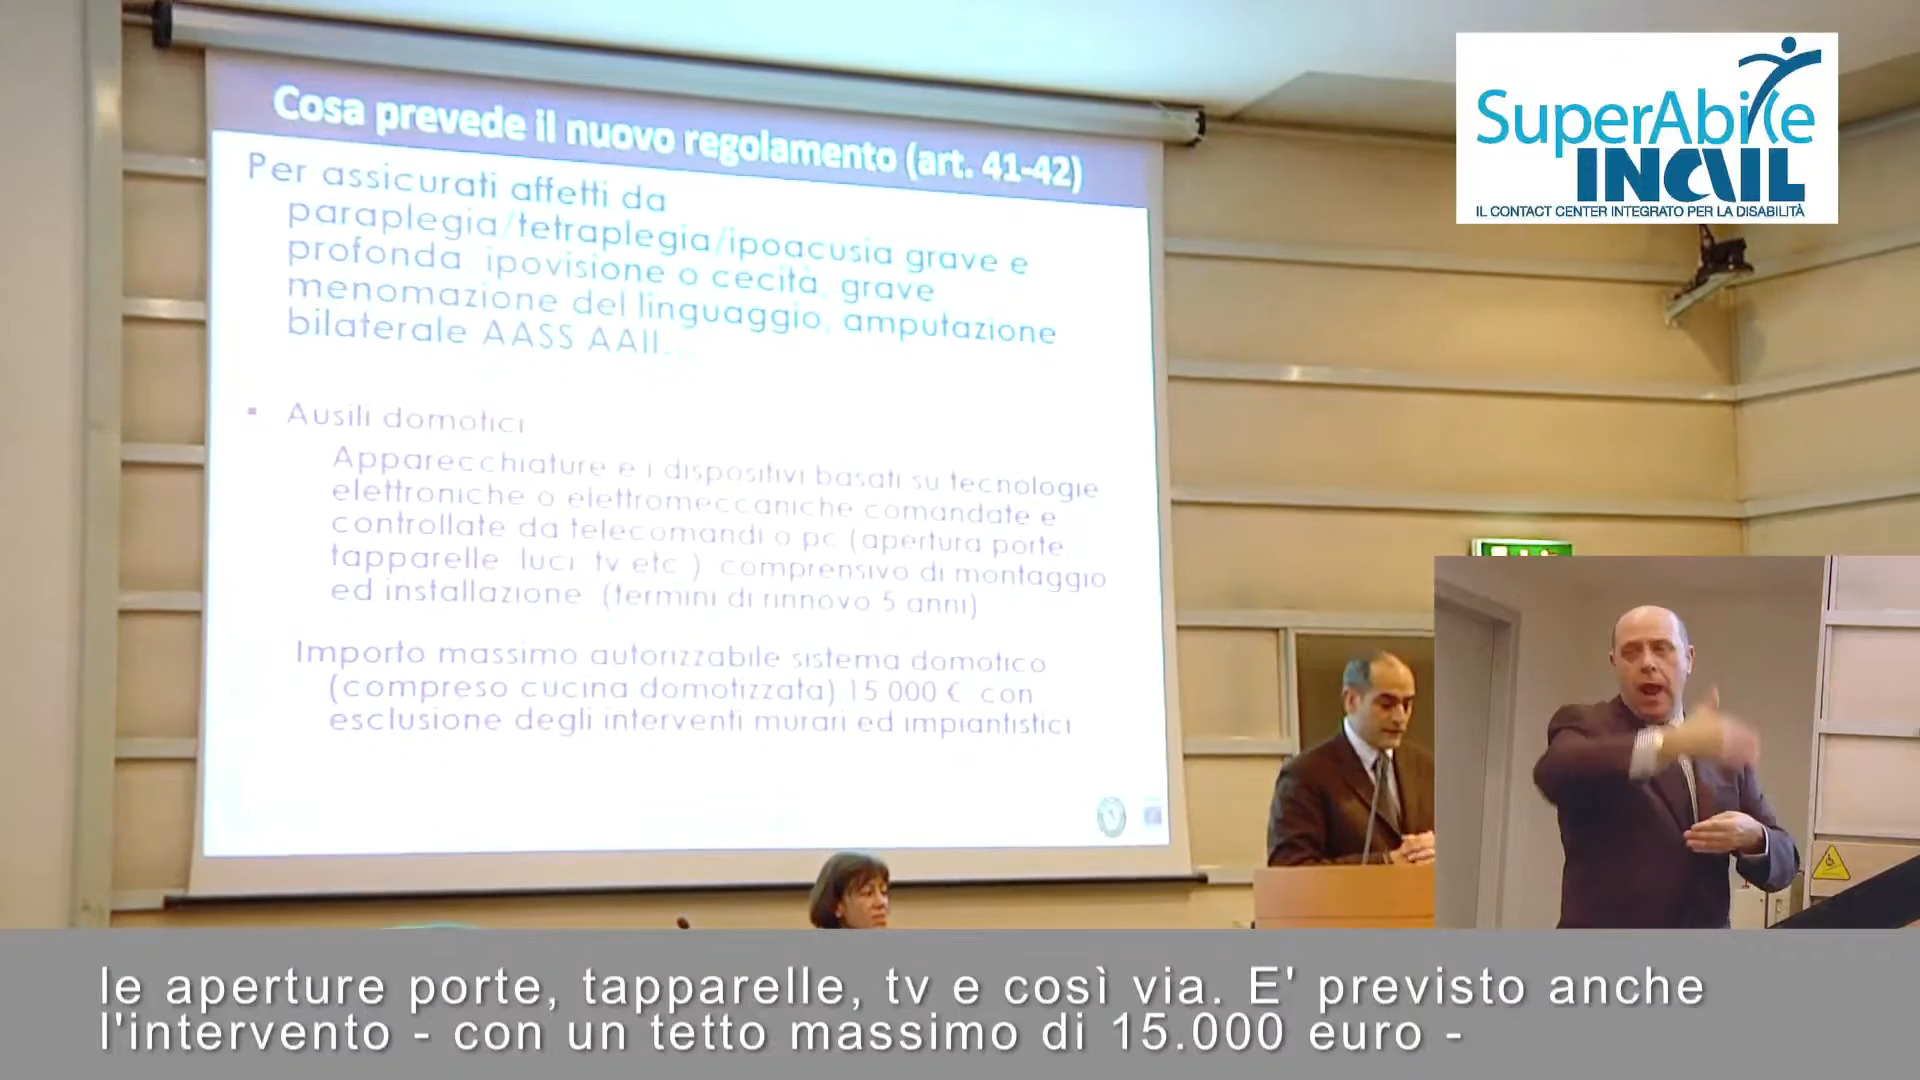 Cosa prevede il nuovo regolamento (art. 41-42)
Per assicurati affetti da
paraplegia/tetraplegia/ipoacusia grave e
profonda, ipovisione o cecità, grave
menomazione del linguaggio, amputazione
bilaterale AASS AAII...
▪ Ausili domotici
Apparecchiature e i dispositivi basati su tecnologie
elettroniche o elettromeccaniche comandate e
controllate da telecomandi o pc (apertura porte,
tapparelle luci tv etc ) comprensivo di montaggio
ed installazione (termini di rinnovo 5 anni)
Importo massimo autorizzabile sistema domotico
(compreso cucina domotizzata) 15 000 € con
esclusione degli interventi murari ed impiantistici
SuperAbile
INAIL
IL CONTACT CENTER INTEGRATO PER LA DISABILITÀ
le aperture porte, tapparelle, tv e così via. E' previsto anche
l'intervento - con un tetto massimo di 15.000 euro -